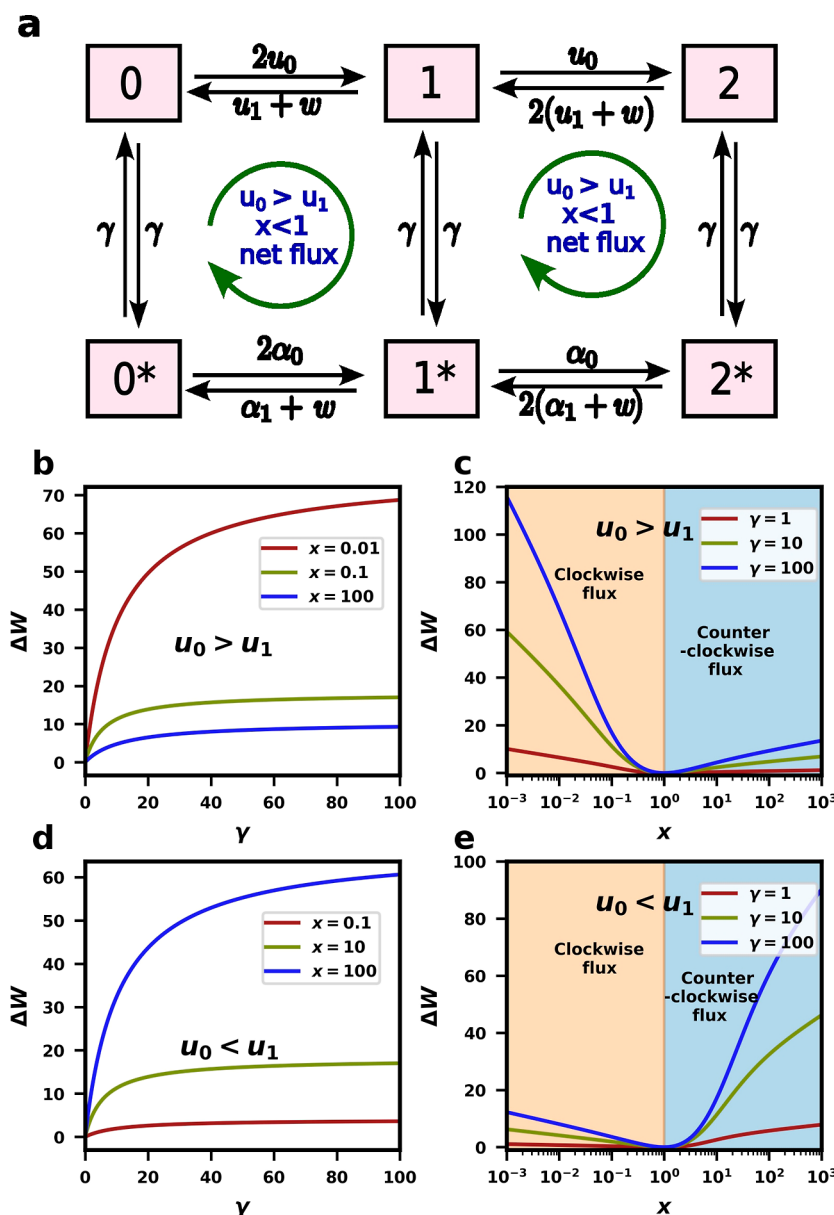 a
0 2u₀ u₁ + w 1 u₀ 2(u₁ + w) 2
γ γ γ γ γ γ
u₀ > u₁
x<1
net flux
u₀ > u₁
x<1
net flux
0* 2α₀ α₁ + w 1* α₀ 2(α₁ + w) 2*
b
70
60
50
40
30
20
10
0
ΔW
x = 0.01
x = 0.1
x = 100
u₀ > u₁
0 20 40 60 80 100
γ
c
120
100
80
60
40
20
0
ΔW
u₀ > u₁
γ = 1
γ = 10
γ = 100
Clockwise
flux
Counter
-clockwise
flux
10⁻³ 10⁻² 10⁻¹ 10⁰ 10¹ 10² 10³
x
d
60
50
40
30
20
10
0
ΔW
x = 0.1
x = 10
x = 100
u₀ < u₁
0 20 40 60 80 100
γ
e
100
80
60
40
20
0
ΔW
u₀ < u₁
γ = 1
γ = 10
γ = 100
Clockwise
flux
Counter
-clockwise
flux
10⁻³ 10⁻² 10⁻¹ 10⁰ 10¹ 10² 10³
x